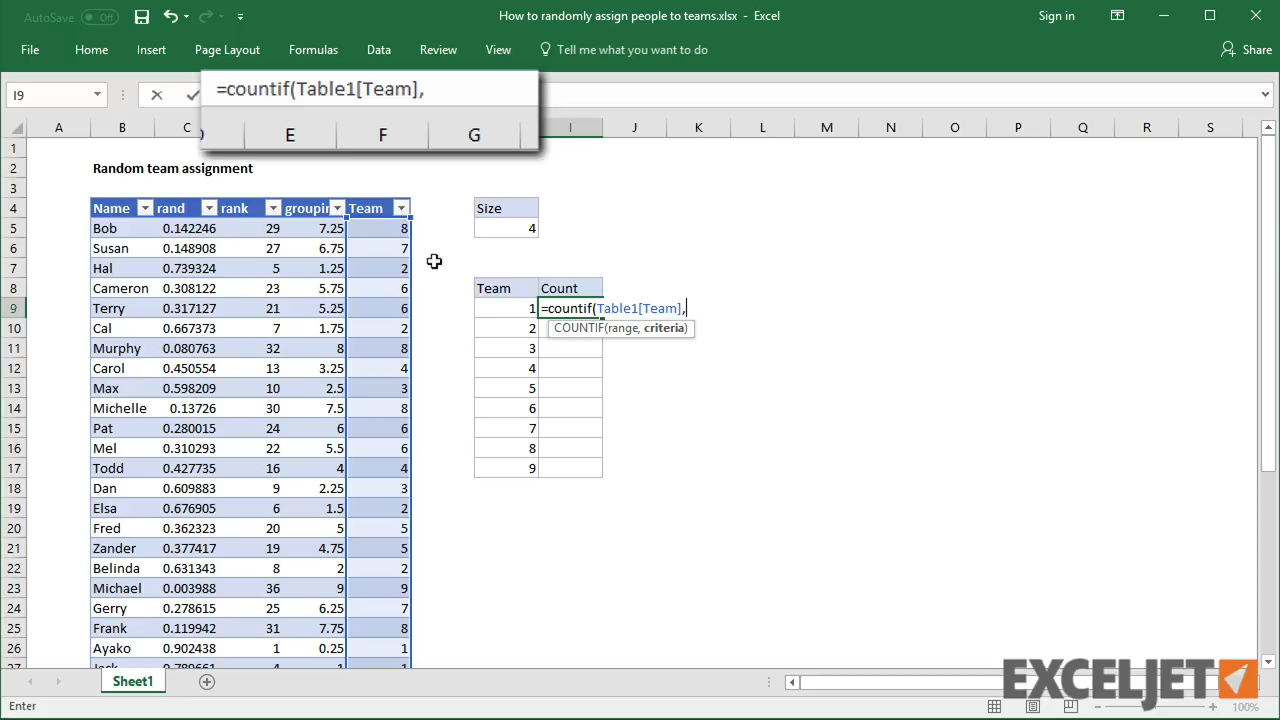 AutoSave Off How to randomly assign people to teams.xlsx - Excel Sign in
File Home Insert Page Layout Formulas Data Review View Tell me what you want to do Share
I9 =countif(Table1[Team],
E F G
A B C I J K L M N O P Q R S
1
2 Random team assignment
3
4 Name rand rank Team Size
5 Bob 0.142246 29 7.25 8 4
6 Susan 0.148908 27 6.75 7
7 Hal 0.739324 5 1.25 2
8 Cameron 0.308122 23 5.75 6 Team Count
9 Terry 0.317127 21 5.25 6 1 =countif(Table1[Team],
10 Cal 0.667373 7 1.75 2 2 COUNTIF(range, criteria)
11 Murphy 0.080763 32 8 8 3
12 Carol 0.450554 13 3.25 4 4
13 Max 0.598209 10 2.5 3 5
14 Michelle 0.13726 30 7.5 8 6
15 Pat 0.280015 24 6 6 7
16 Mel 0.310293 22 5.5 6 8
17 Todd 0.427735 16 4 4 9
18 Dan 0.609883 9 2.25 3
19 Elsa 0.676905 6 1.5 2
20 Fred 0.362323 20 5 5
21 Zander 0.377417 19 4.75 5
22 Belinda 0.631343 8 2 2
23 Michael 0.003988 36 9 9
24 Gerry 0.278615 25 6.25 7
25 Frank 0.119942 31 7.75 8
26 Ayako 0.902438 1 0.25 1
Sheet1
EXCELJET
Enter 100%